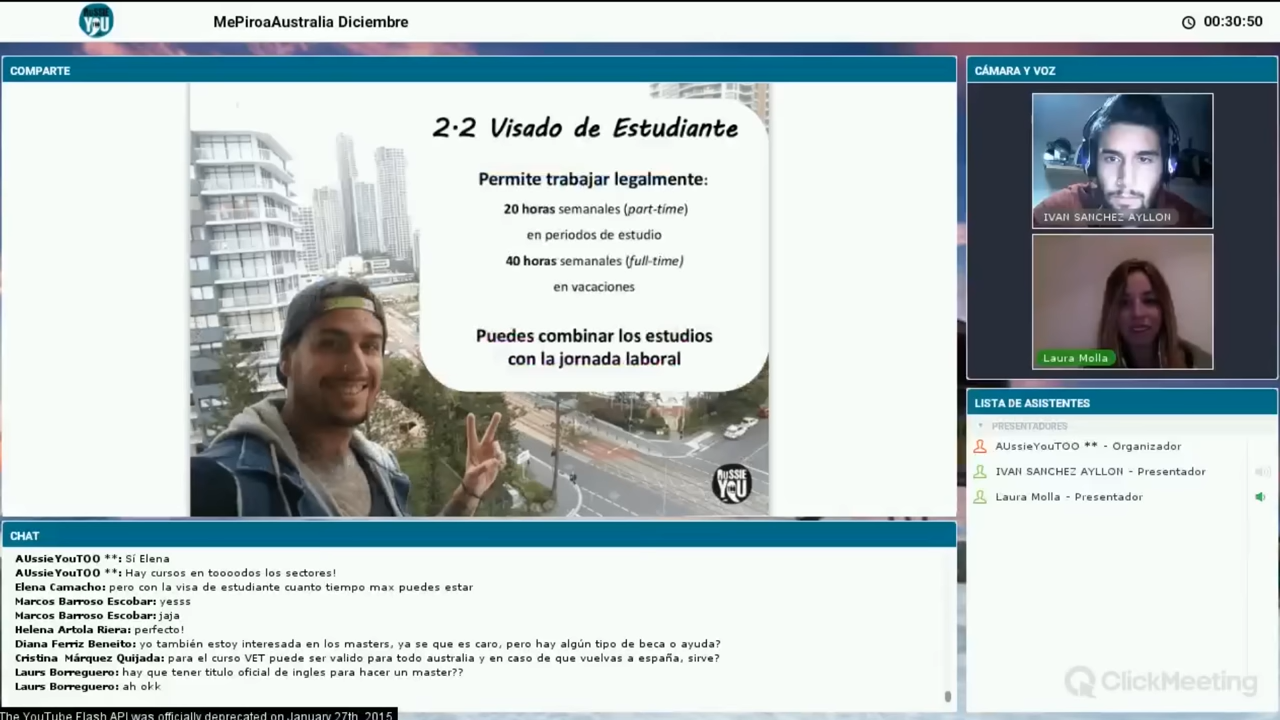 AUSSIE
YOU
MePiroaAustralia Diciembre
00:30:50
COMPARTE
2.2 Visado de Estudiante
Permite trabajar legalmente:
20 horas semanales (part-time)
en periodos de estudio
40 horas semanales (full-time)
en vacaciones
Puedes combinar los estudios
con la jornada laboral
AUSSIE
YOU
CÁMARA Y VOZ
IVAN SANCHEZ AYLLON
Laura Molla
LISTA DE ASISTENTES
PRESENTADORES
AUssieYouTOO ** - Organizador
IVAN SANCHEZ AYLLON - Presentador
Laura Molla - Presentador
CHAT
AUssieYouTOO **: Sí Elena
AUssieYouTOO **: Hay cursos en toooodos los sectores!
Elena Camacho: pero con la visa de estudiante cuanto tiempo max puedes estar
Marcos Barroso Escobar: yesss
Marcos Barroso Escobar: jaja
Helena Artola Riera: perfecto!
Diana Ferriz Beneito: yo también estoy interesada en los masters, ya se que es caro, pero hay algún tipo de beca o ayuda?
Cristina Márquez Quijada: para el curso VET puede ser valido para todo australia y en caso de que vuelvas a españa, sirve?
Laurs Borreguero: hay que tener titulo oficial de ingles para hacer un master??
Laurs Borreguero: ah okk
ClickMeeting
The YouTube Flash API was officially deprecated on January 27th, 2015